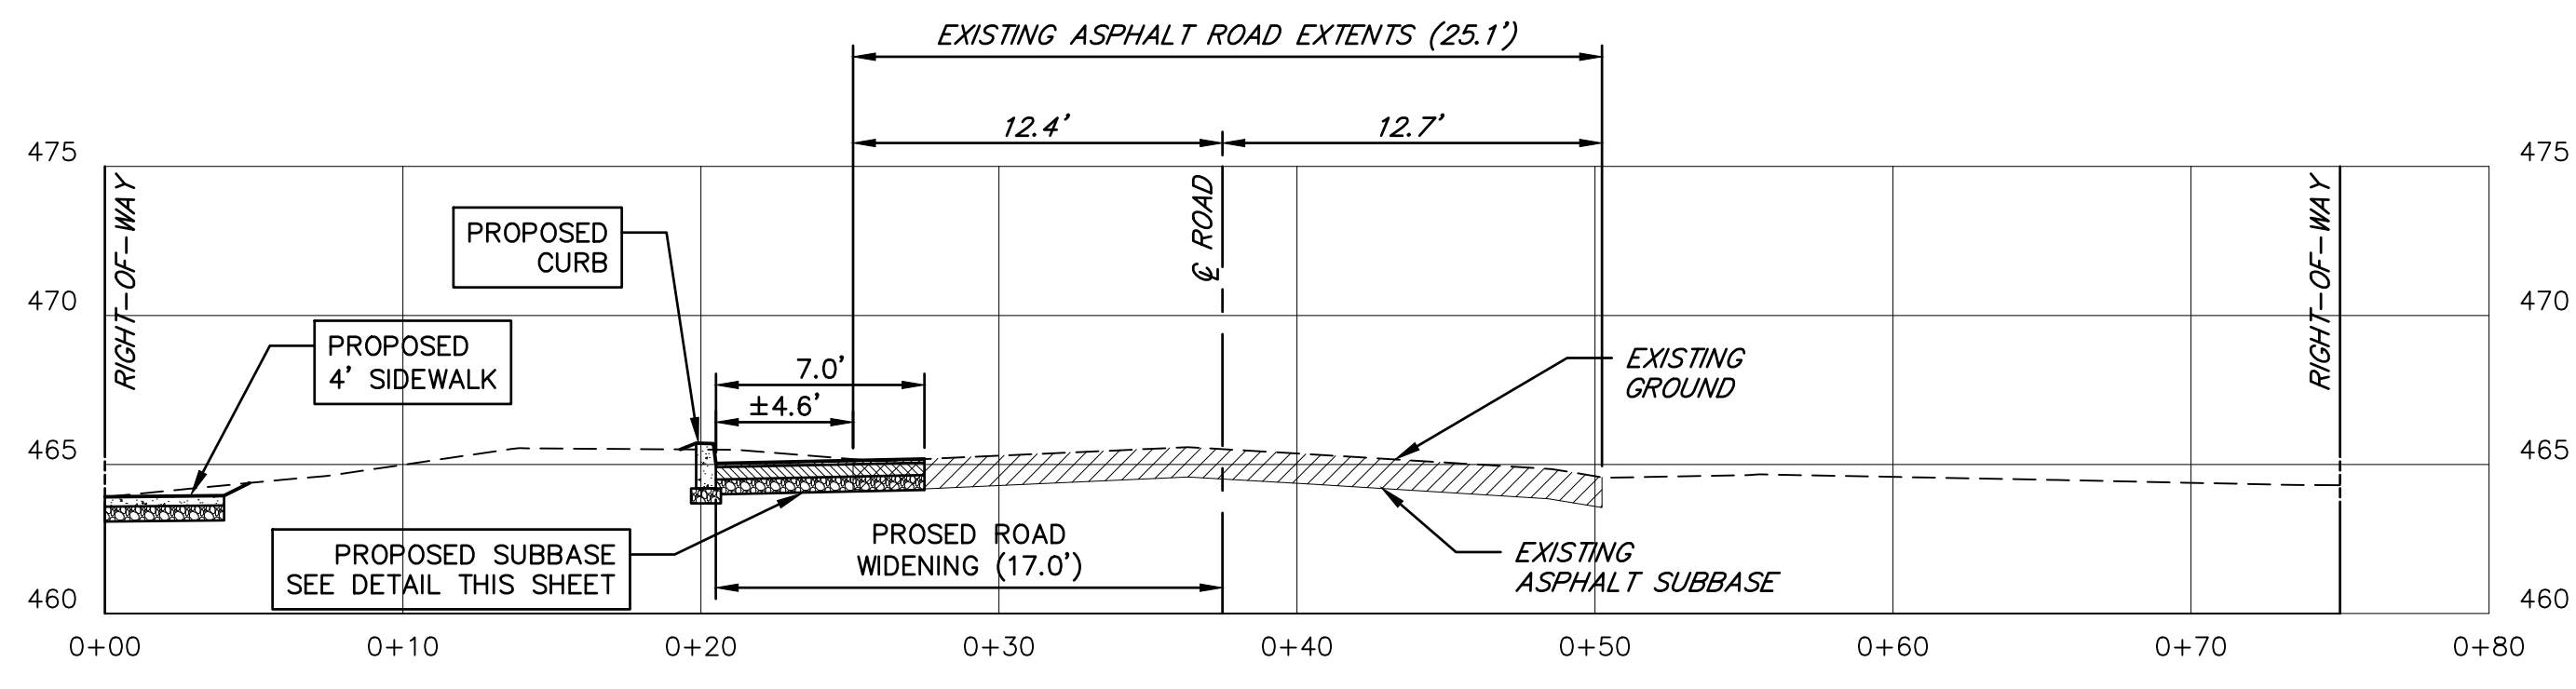 EXISTING ASPHALT ROAD EXTENTS (25.1')
12.4'
12.7'
475
475
RIGHT-OF-WAY
℄ ROAD
RIGHT-OF-WAY
PROPOSED
CURB
470
470
PROPOSED
4' SIDEWALK
7.0'
±4.6'
EXISTING
GROUND
465
465
PROPOSED SUBBASE
SEE DETAIL THIS SHEET
PROSED ROAD
WIDENING (17.0')
EXISTING
ASPHALT SUBBASE
460
460
0+00
0+10
0+20
0+30
0+40
0+50
0+60
0+70
0+80